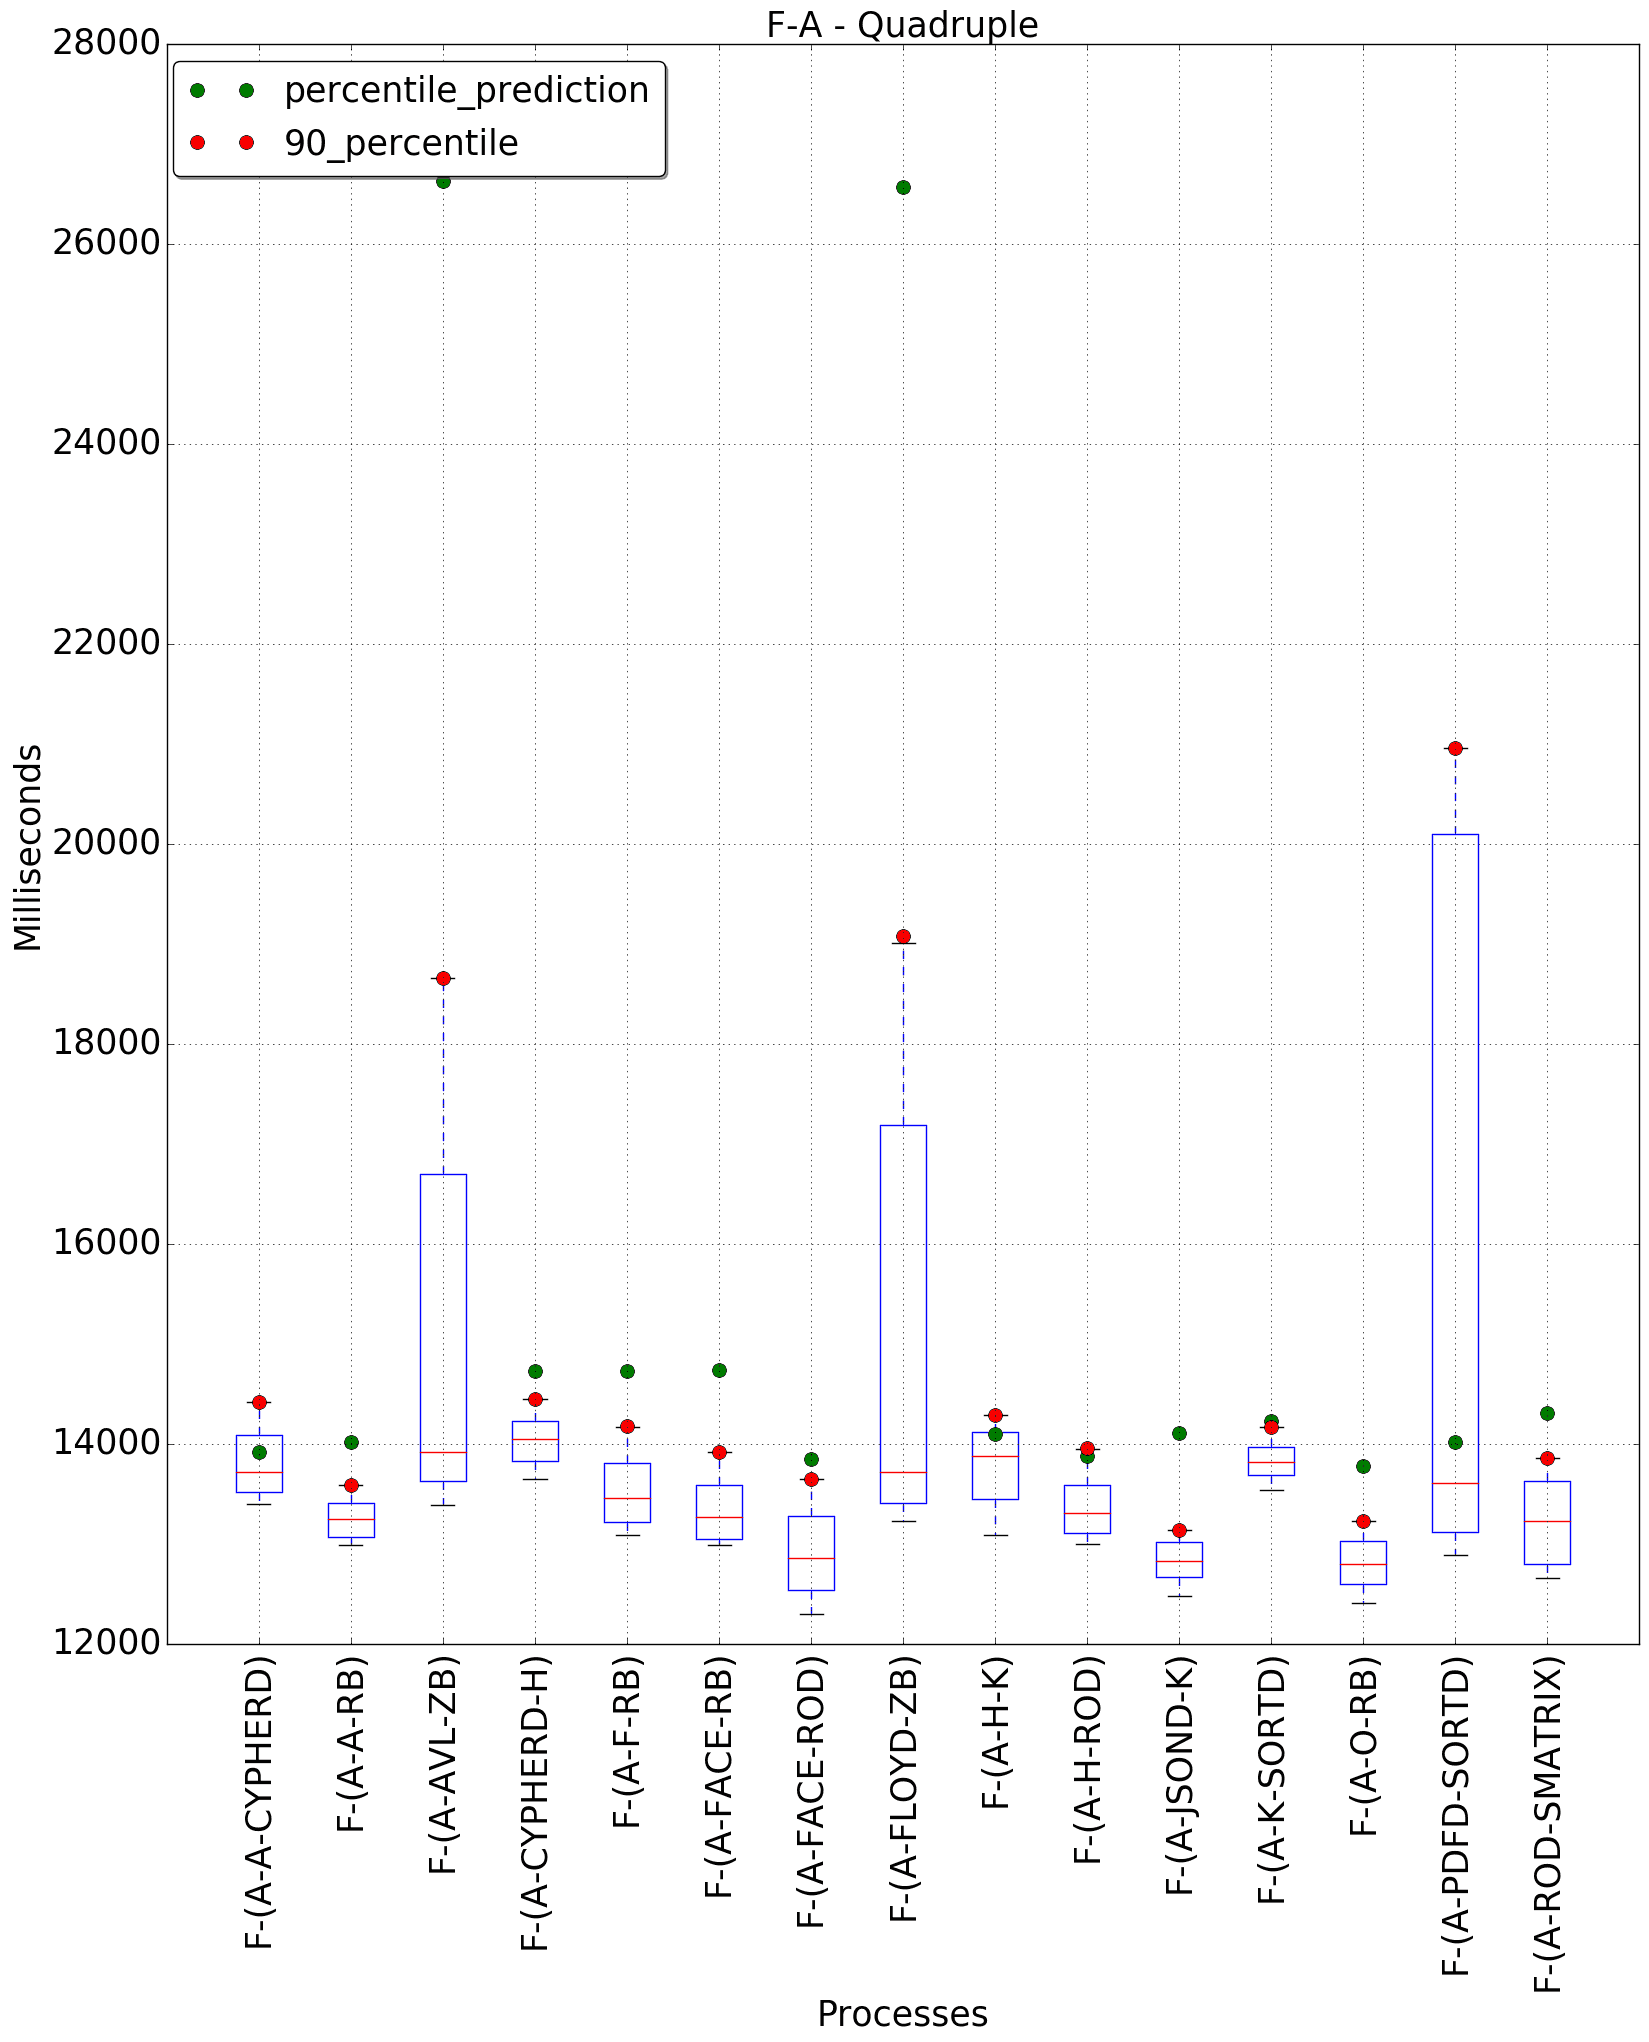 F-A - Quadruple
percentile_prediction
90_percentile
28000
26000
24000
22000
20000
18000
16000
14000
12000
Milliseconds
F-(A-A-CYPHERD)
F-(A-A-RB)
F-(A-AVL-ZB)
F-(A-CYPHERD-H)
F-(A-F-RB)
F-(A-FACE-RB)
F-(A-FACE-ROD)
F-(A-FLOYD-ZB)
F-(A-H-K)
F-(A-H-ROD)
F-(A-JSOND-K)
F-(A-K-SORTD)
F-(A-O-RB)
F-(A-PDFD-SORTD)
F-(A-ROD-SMATRIX)
Processes